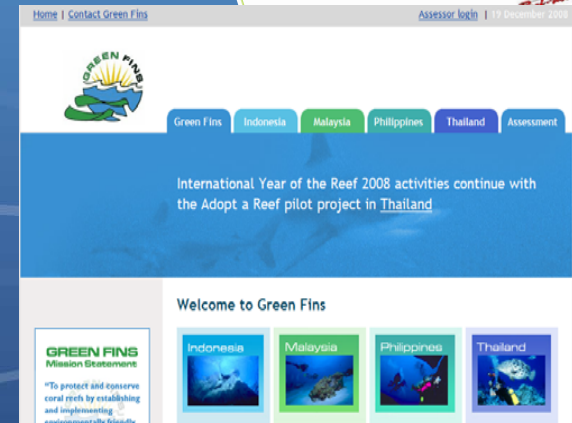 Home | Contact Green Fins
Assessor login | 19 December 2008
GREEN FINS
Green Fins Indonesia Malaysia Philippines Thailand Assessment
International Year of the Reef 2008 activities continue with
the Adopt a Reef pilot project in Thailand
Welcome to Green Fins
GREEN FINS
Mission Statement
"To protect and conserve
coral reefs by establishing
and implementing
environmentally friendly
Indonesia Malaysia Philippines Thailand